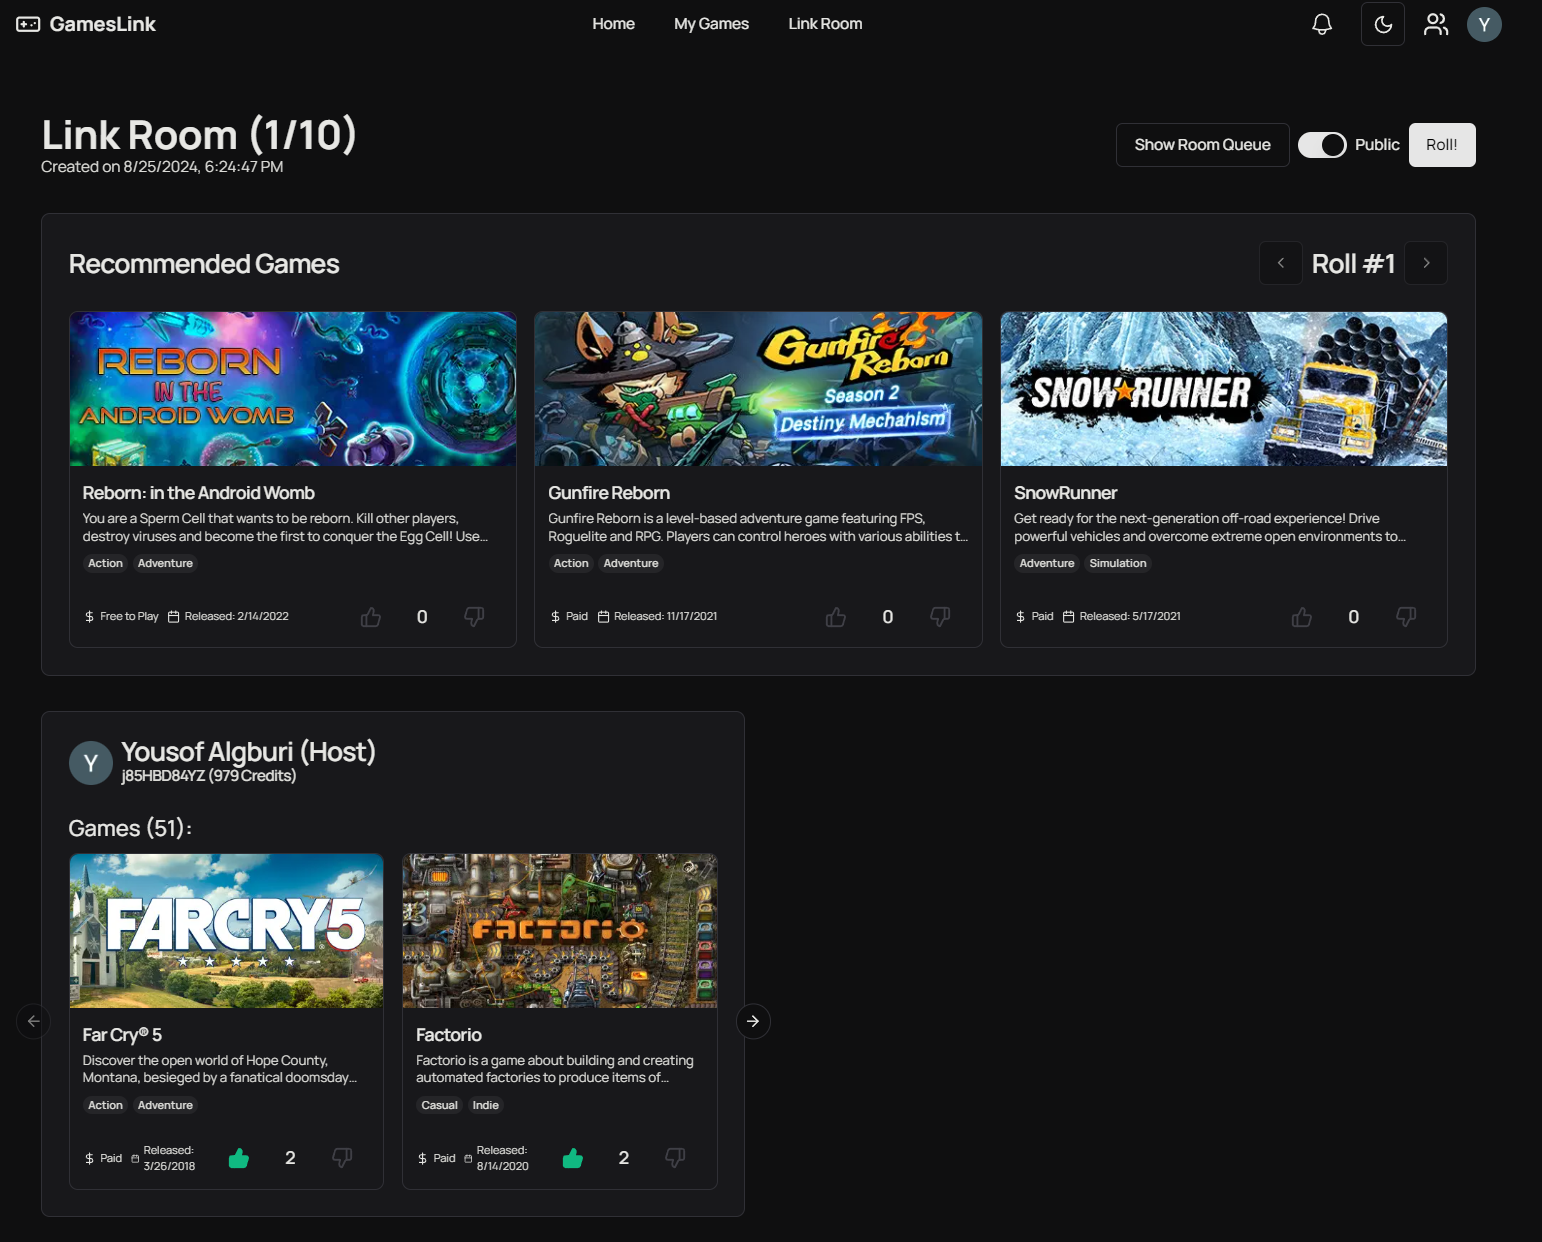 GamesLink
Home
My Games
Link Room
Y
Link Room (1/10)
Created on 8/25/2024, 6:24:47 PM
Show Room Queue
Public
Roll!
Recommended Games
Roll #1
REBORN
IN THE
ANDROID WOMB
Gunfire
Reborn
Season 2
Destiny Mechanism
SNOWRUNNER
Reborn: in the Android Womb
You are a Sperm Cell that wants to be reborn. Kill other players,
destroy viruses and become the first to conquer the Egg Cell! Use...
Action
Adventure
Free to Play
Released: 2/14/2022
0
Gunfire Reborn
Gunfire Reborn is a level-based adventure game featuring FPS,
Roguelite and RPG. Players can control heroes with various abilities t...
Action
Adventure
Paid
Released: 11/17/2021
0
SnowRunner
Get ready for the next-generation off-road experience! Drive
powerful vehicles and overcome extreme open environments to...
Adventure
Simulation
Paid
Released: 5/17/2021
0
Y
Yousof Algburi (Host)
j85HBD84YZ (979 Credits)
Games (51):
FARCRY5
FACTORIO
Far Cry® 5
Discover the open world of Hope County,
Montana, besieged by a fanatical doomsday...
Action
Adventure
Paid
Released:
3/26/2018
2
Factorio
Factorio is a game about building and creating
automated factories to produce items of...
Casual
Indie
Paid
Released:
8/14/2020
2